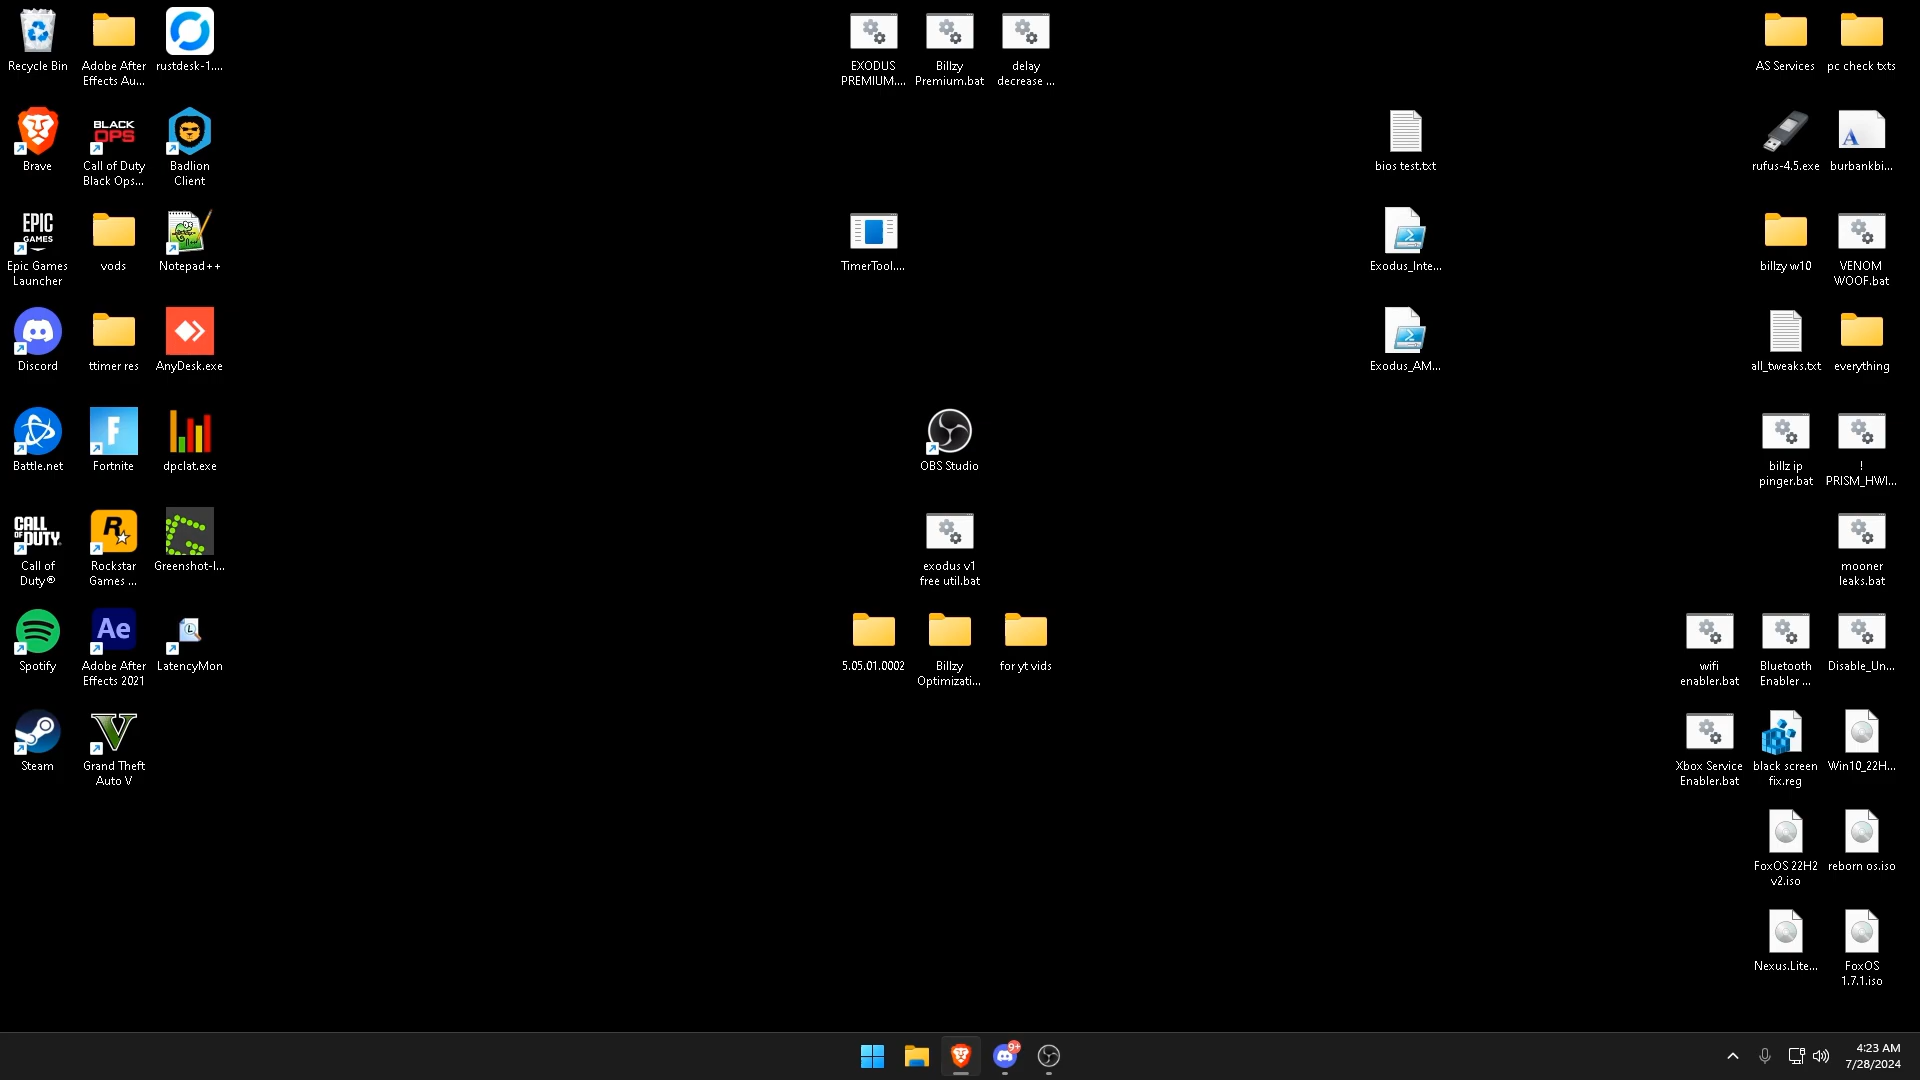 Recycle Bin
Adobe After
Effects Au...
rustdesk-1....
EXODUS
PREMIUM....
Billzy
Premium.bat
delay
decrease ...
AS Services
pc check txts
Brave
BLACK
OPS
Call of Duty
Black Ops...
Badlion
Client
bios test.txt
rufus-4.5.exe
A
burbankbi...
EPIC
GAMES
Epic Games
Launcher
vods
Notepad++
TimerTool....
Exodus_Inte...
billzy w10
VENOM
WOOF.bat
Discord
ttimer res
AnyDesk.exe
Exodus_AM...
all_tweaks.txt
everything
Battle.net
F
Fortnite
dpclat.exe
OBS Studio
billz ip
pinger.bat
!
PRISM_HWI...
CALL
OF DUTY
Call of
Duty®
R
Rockstar
Games ...
G
Greenshot-I...
exodus v1
free util.bat
mooner
leaks.bat
Spotify
Ae
Adobe After
Effects 2021
LatencyMon
5.05.01.0002
Billzy
Optimizati...
for yt vids
wifi
enabler.bat
Bluetooth
Enabler ...
Disable_Un...
Steam
V
Grand Theft
Auto V
Xbox Service
Enabler.bat
black screen
fix.reg
Win10_22H...
FoxOS 22H2
v2.iso
reborn os.iso
Nexus.Lite...
FoxOS
1.7.1.iso
9+
4:23 AM
7/28/2024